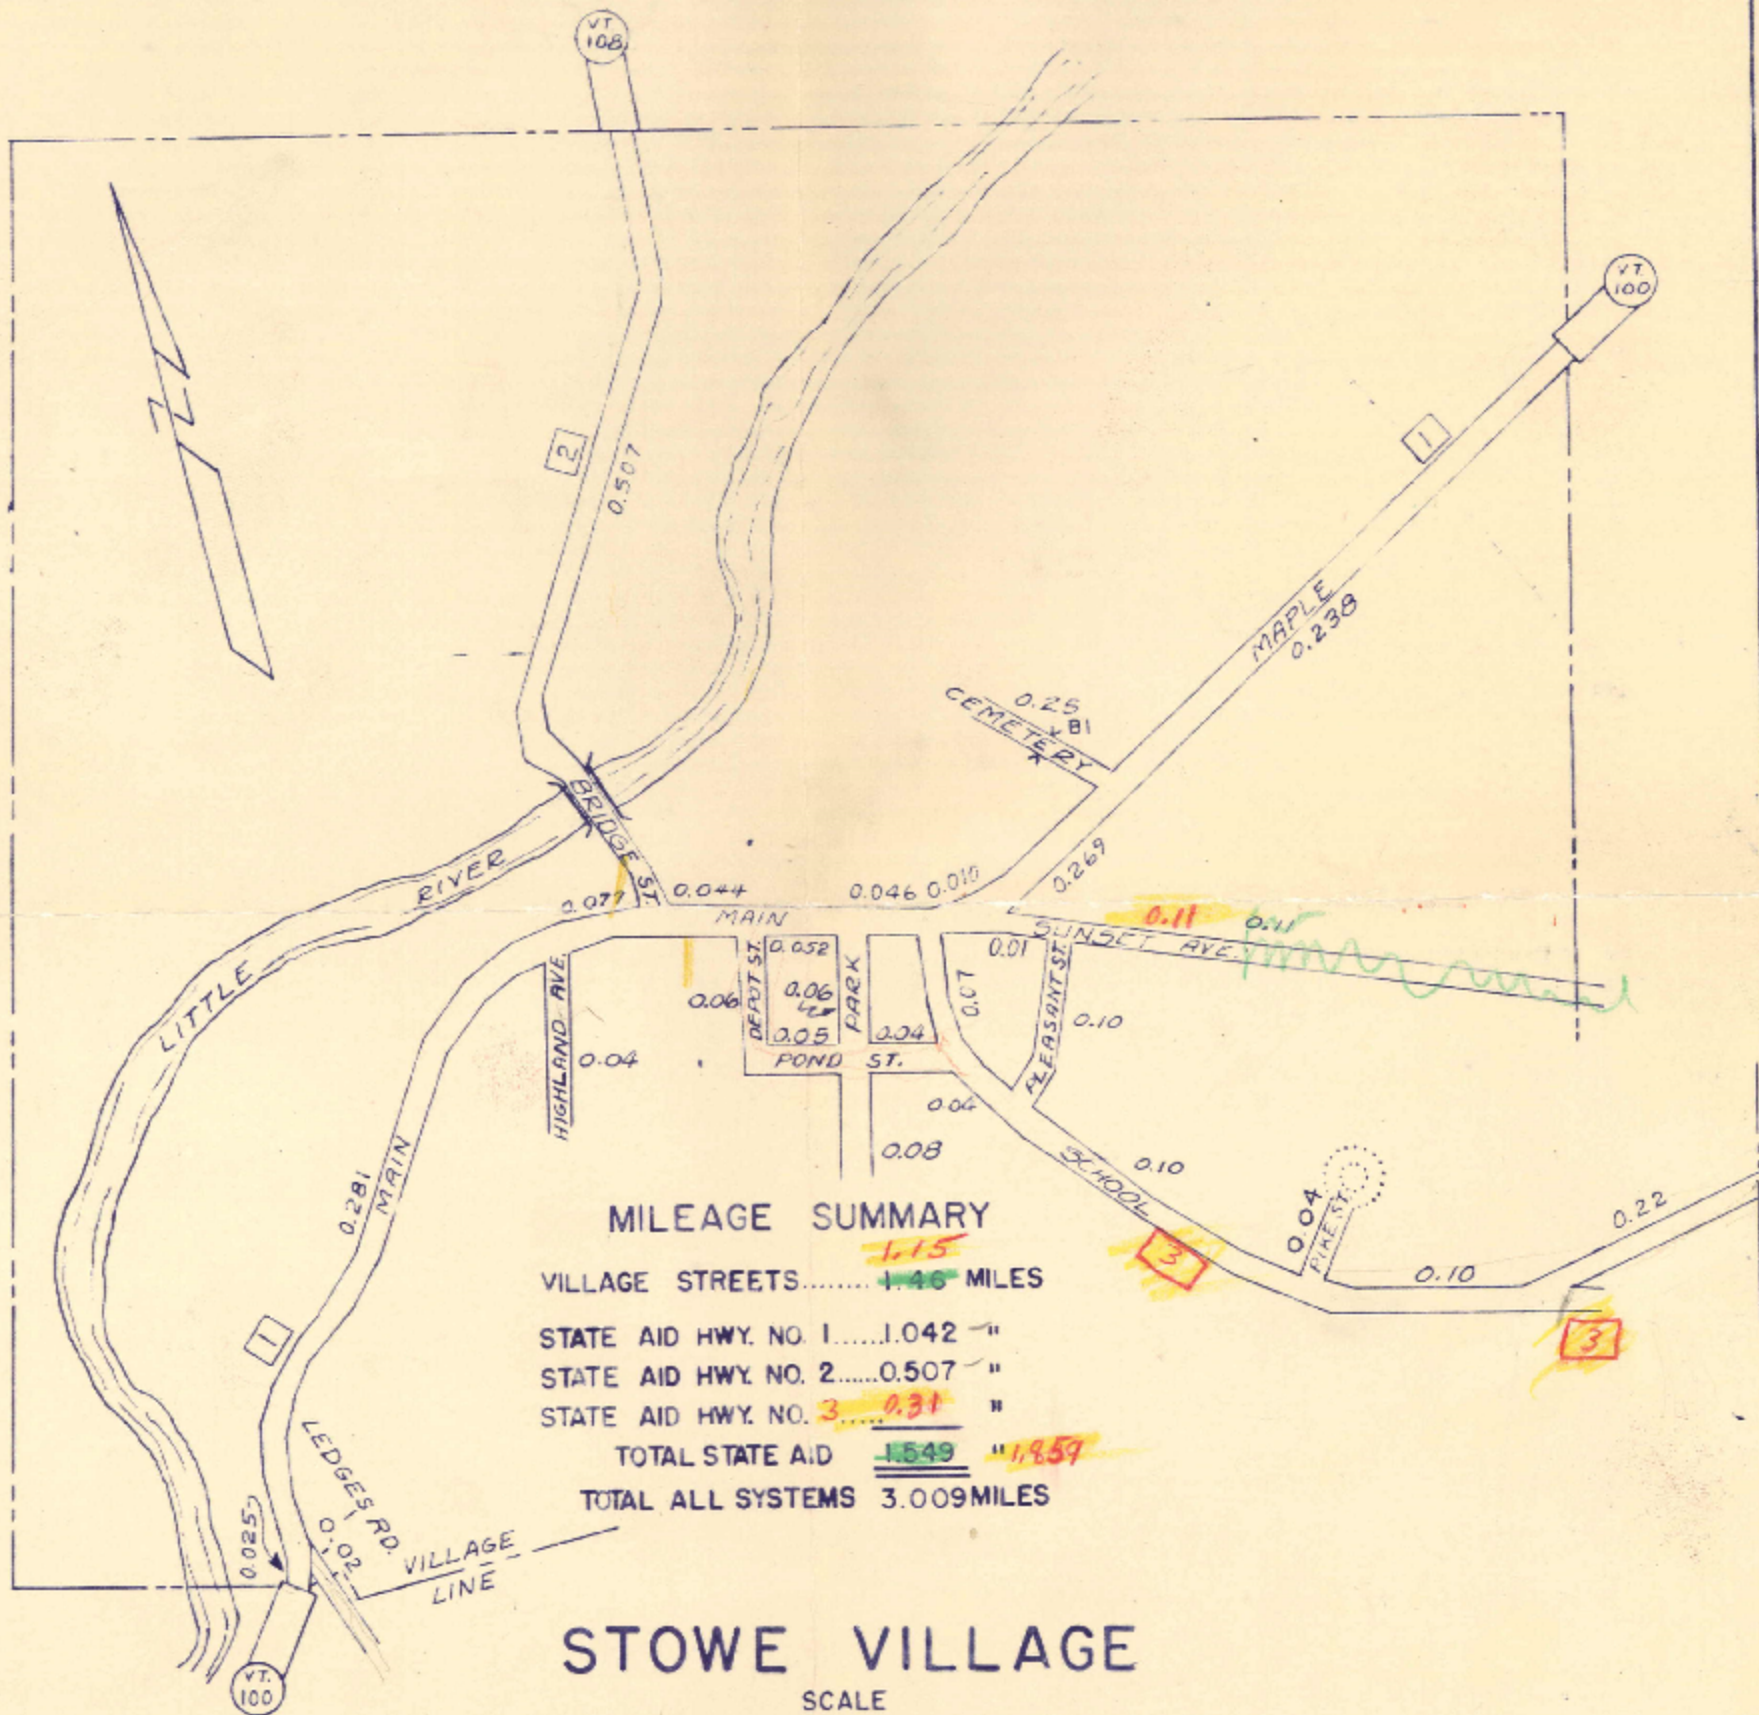 VT. 108
VT. 100
2
0.507
1
MAPLE
0.238
0.25
CEMETERY
B1
BRIDGE ST.
LITTLE RIVER
0.269
0.077
0.044
0.046 0.010
MAIN
0.11
0.11
SUNSET AVE.
0.01
0.052
DEPOT ST.
0.06
0.06
PARK
0.05
0.04
POND ST.
0.07
PLEASANT ST.
0.10
HIGHLAND AVE.
0.04
0.04
0.08
SCHOOL
0.10
3
0.04
PIKE ST.
0.10
0.22
3
0.281
MAIN
1
MILEAGE SUMMARY
1.15
VILLAGE STREETS........ 1.46 MILES
STATE AID HWY. NO. 1......1.042 "
STATE AID HWY. NO. 2......0.507 "
STATE AID HWY. NO. 3.....0.31 "
TOTAL STATE AID 1.549 " 1.859
TOTAL ALL SYSTEMS 3.009 MILES
LEDGES RD.
0.02
0.025
VILLAGE
LINE
VT. 100
STOWE VILLAGE
SCALE